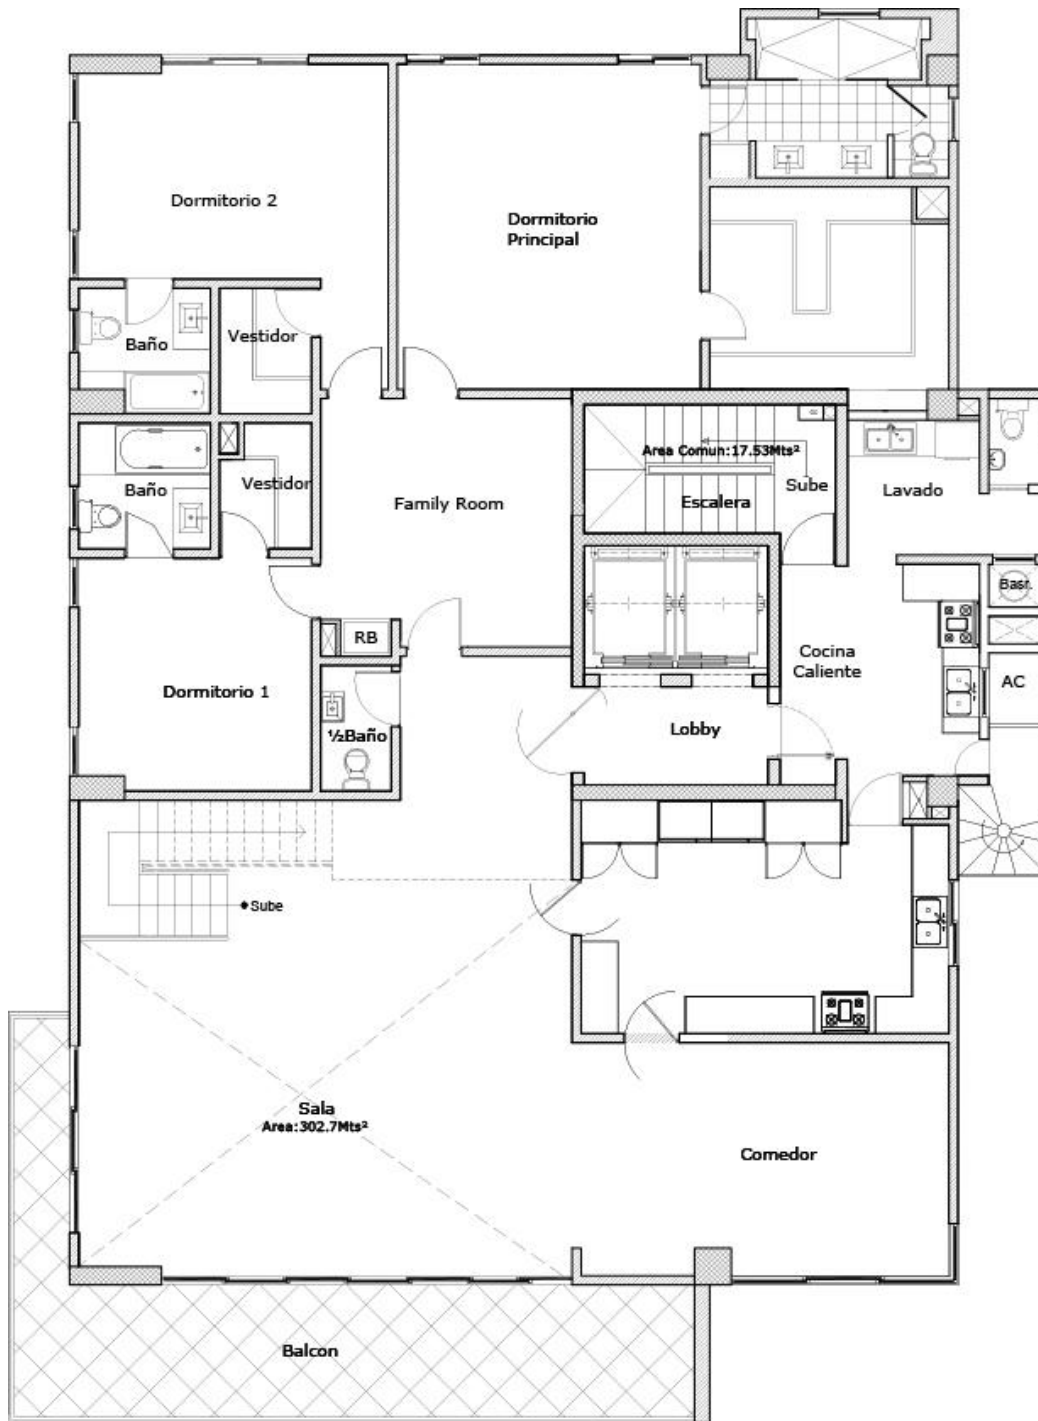 Dormitorio 2
Dormitorio
Principal
Baño
Vestidor
Area Comun:17.53Mts²
Escalera
Sube
Lavado
Baño
Vestidor
Family Room
Basr.
RB
Cocina
Caliente
AC
Dormitorio 1
½Baño
Lobby
Sube
Sala
Area:302.7Mts²
Comedor
Balcon